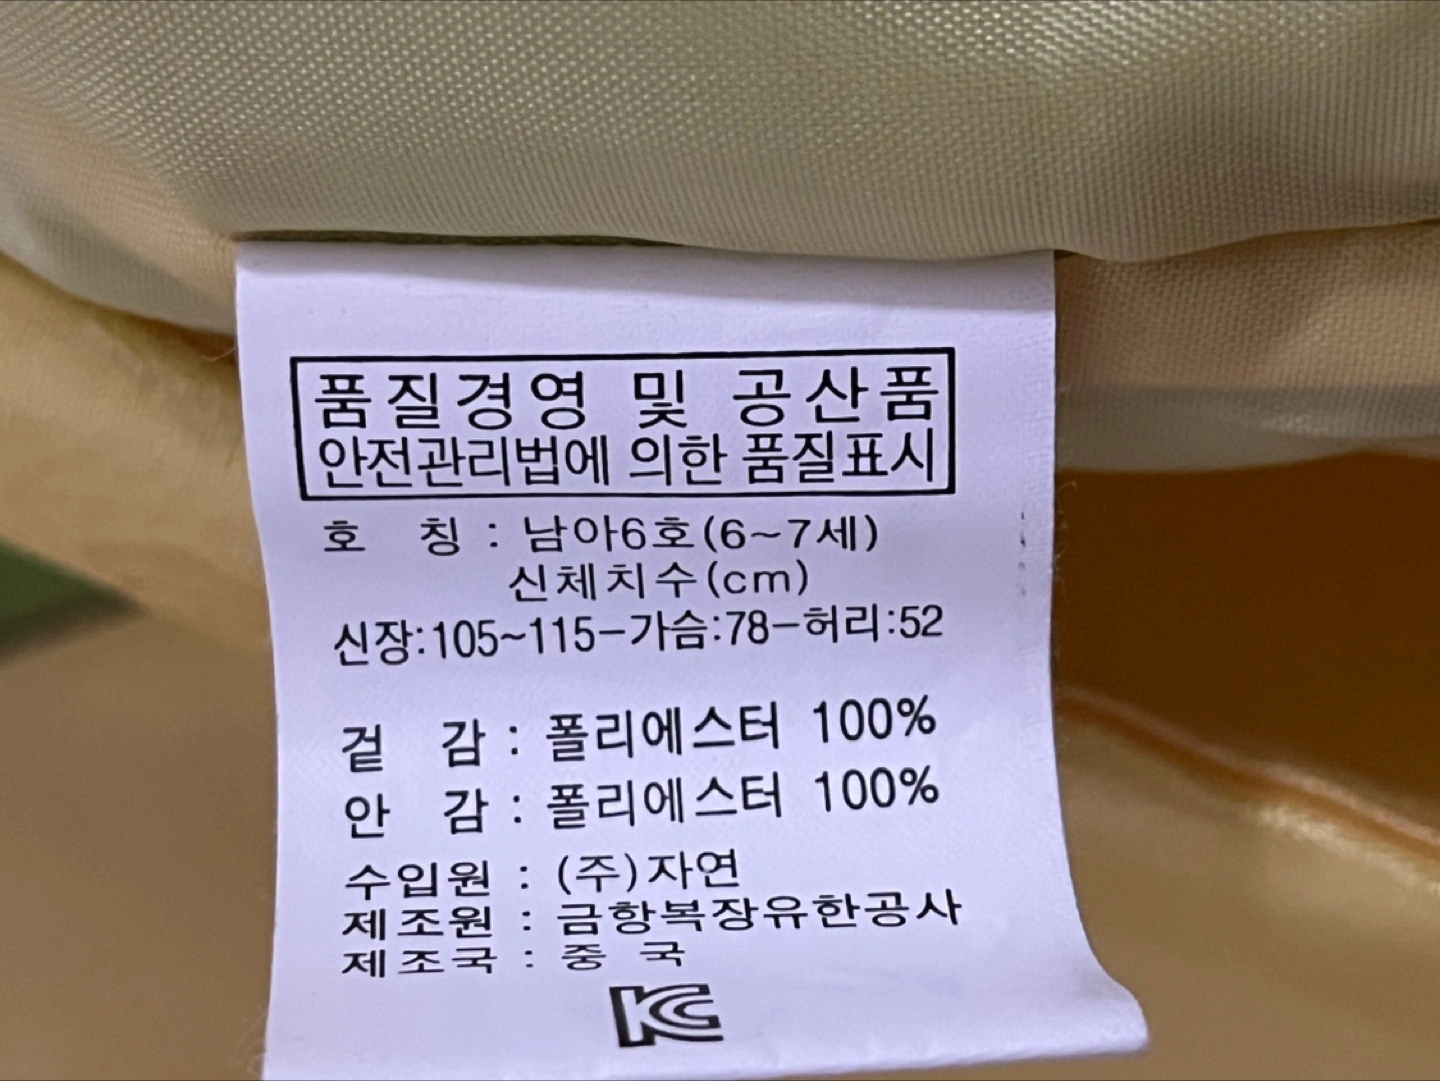 품질경영 및 공산품
안전관리법에 의한 품질표시
호 칭 : 남아6호(6~7세)
신체치수(cm)
신장:105~115-가슴:78-허리:52
겉 감 : 폴리에스터 100%
안 감 : 폴리에스터 100%
수입원 : (주)자연
제조원 : 금항복장유한공사
제조국 : 중 국
KC